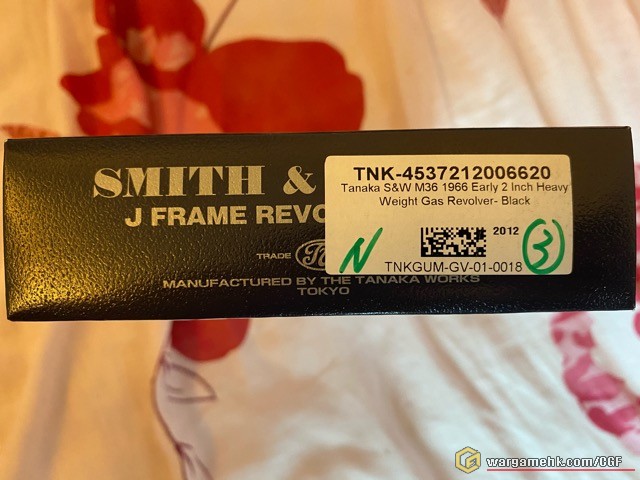 SMITH &
J FRAME REVO
TRADE
MANUFACTURED BY THE TANAKA WORKS
TOKYO
TNK-4537212006620
Tanaka S&W M36 1966 Early 2 Inch Heavy
Weight Gas Revolver- Black
2012
N
3
TNKGUM-GV-01-0018
wargamehk.com/CGF